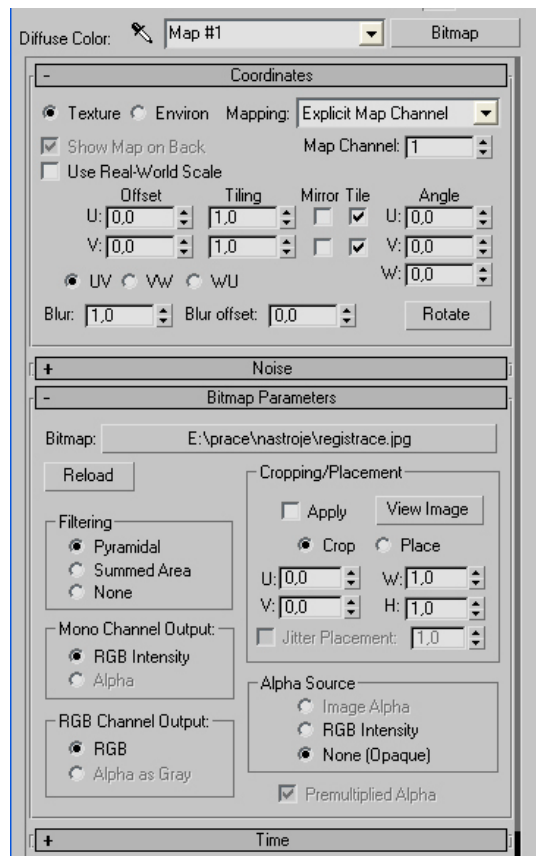 Diffuse Color: Map #1 Bitmap
- Coordinates
Texture Environ Mapping: Explicit Map Channel
Show Map on Back Map Channel: 1
Use Real-World Scale
Offset Tiling Mirror Tile Angle
U: 0,0 1,0 U: 0,0
V: 0,0 1,0 V: 0,0
UV VW WU W: 0,0
Blur: 1,0 Blur offset: 0,0 Rotate
+ Noise
- Bitmap Parameters
Bitmap: E:\prace\nastroje\registrace.jpg
Reload
Cropping/Placement
Apply View Image
Crop Place
U: 0,0 W: 1,0
V: 0,0 H: 1,0
Jitter Placement: 1,0
Filtering
Pyramidal
Summed Area
None
Mono Channel Output:
RGB Intensity
Alpha
RGB Channel Output:
RGB
Alpha as Gray
Alpha Source
Image Alpha
RGB Intensity
None (Opaque)
Premultiplied Alpha
+ Time